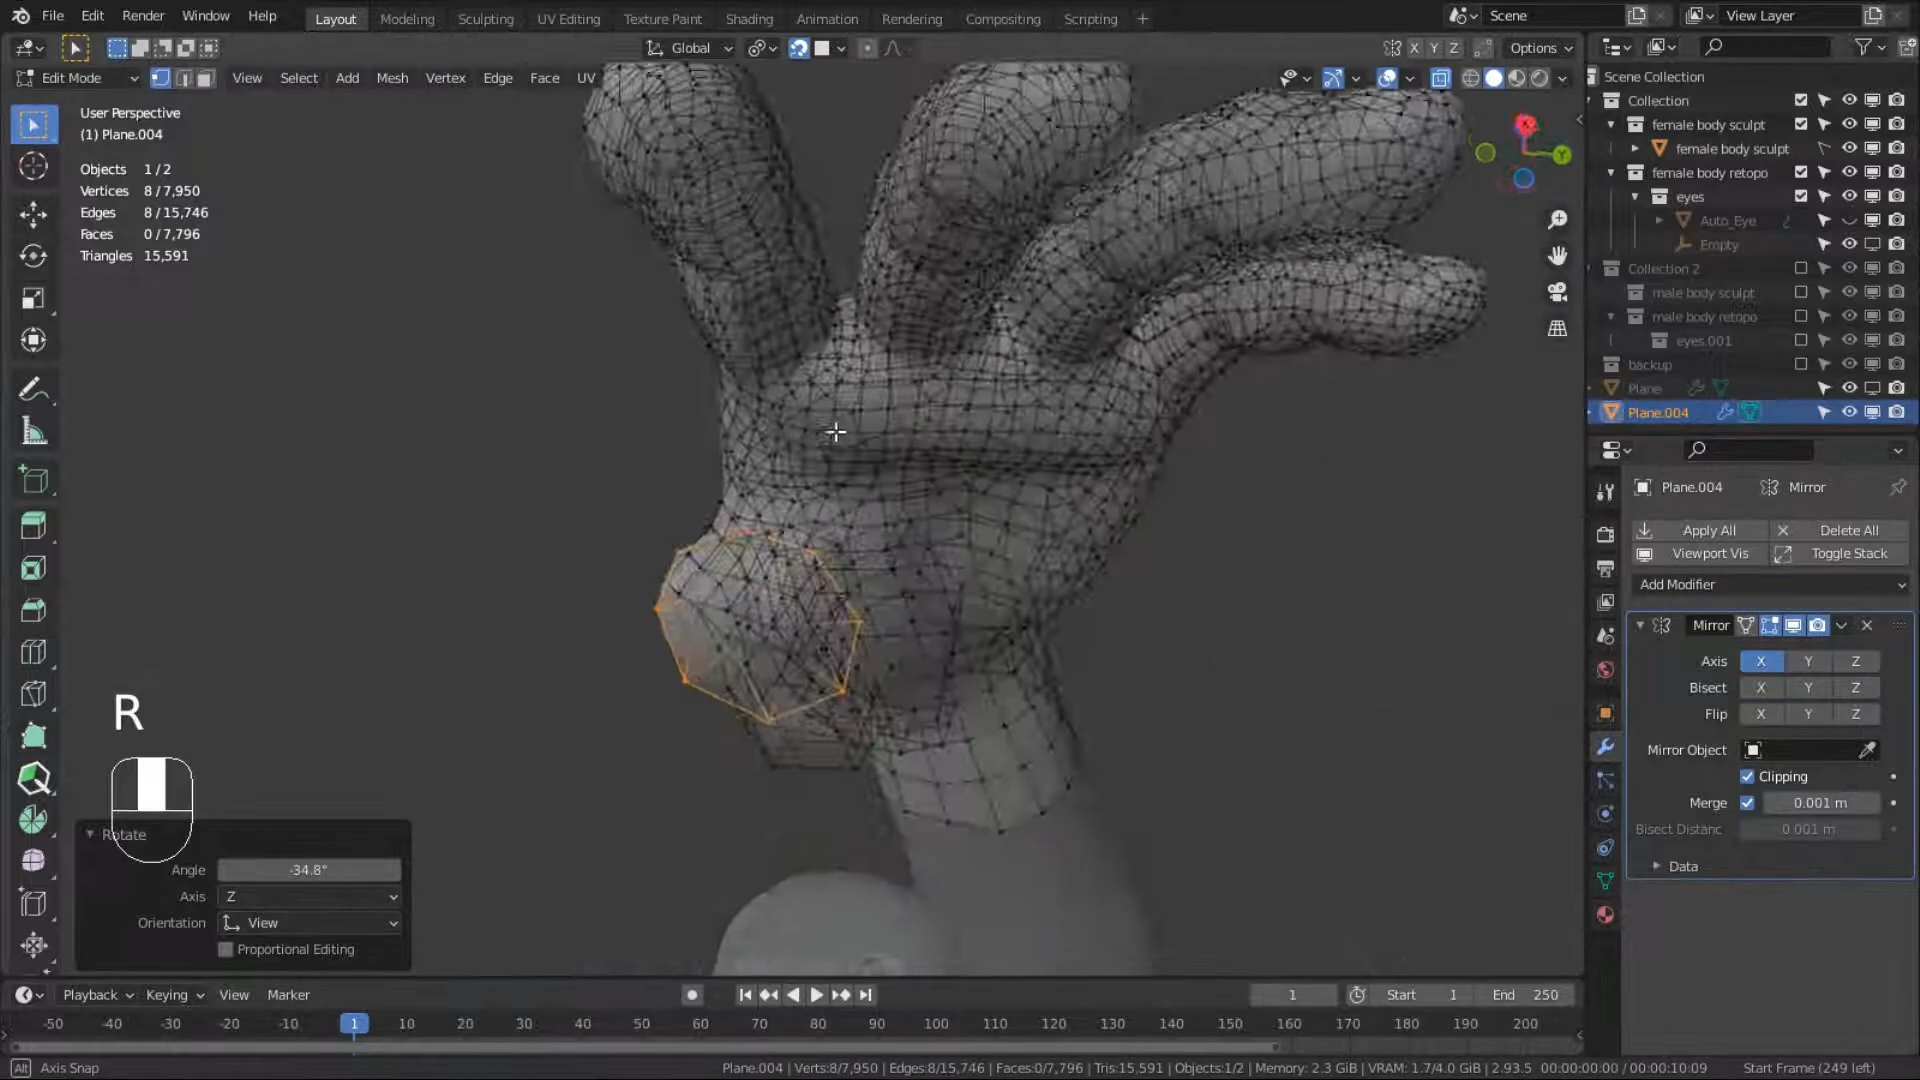 File Edit Render Window Help
Layout Modeling Sculpting UV Editing Texture Paint Shading Animation Rendering Compositing Scripting +
Scene
View Layer
Global
X Y Z
Options
Edit Mode
View Select Add Mesh Vertex Edge Face UV
User Perspective
(1) Plane.004
Objects 1/2
Vertices 8/7,950
Edges 8/15,746
Faces 0/7,796
Triangles 15,591
X
Y
Scene Collection
Collection
female body sculpt
female body sculpt
female body retopo
eyes
Auto_Eye
Empty
Collection 2
male body sculpt
male body retopo
eyes.001
backup
Plane
Plane.004
Plane.004 Mirror
Apply All Delete All
Viewport Vis Toggle Stack
Add Modifier
Mirror
Axis X Y Z
Bisect X Y Z
Flip X Y Z
Mirror Object
Clipping
Merge 0.001 m
Bisect Distanc 0.001 m
Data
R
Rotate
Angle -34.8°
Axis Z
Orientation View
Proportional Editing
Playback Keying View Marker
1 Start 1 End 250
-50 -40 -30 -20 -10 1 10 20 30 40 50 60 70 80 90 100 110 120 130 140 150 160 170 180 190 200
Alt Axis Snap
Plane.004 | Verts:8/7,950 | Edges:8/15,746 | Faces:0/7,796 | Tris:15,591 | Objects:1/2 | Memory: 2.3 GiB | VRAM: 1.7/4.0 GiB | 2.93.5 00:00:00:00 / 00:00:10:09 Start Frame (249 left)